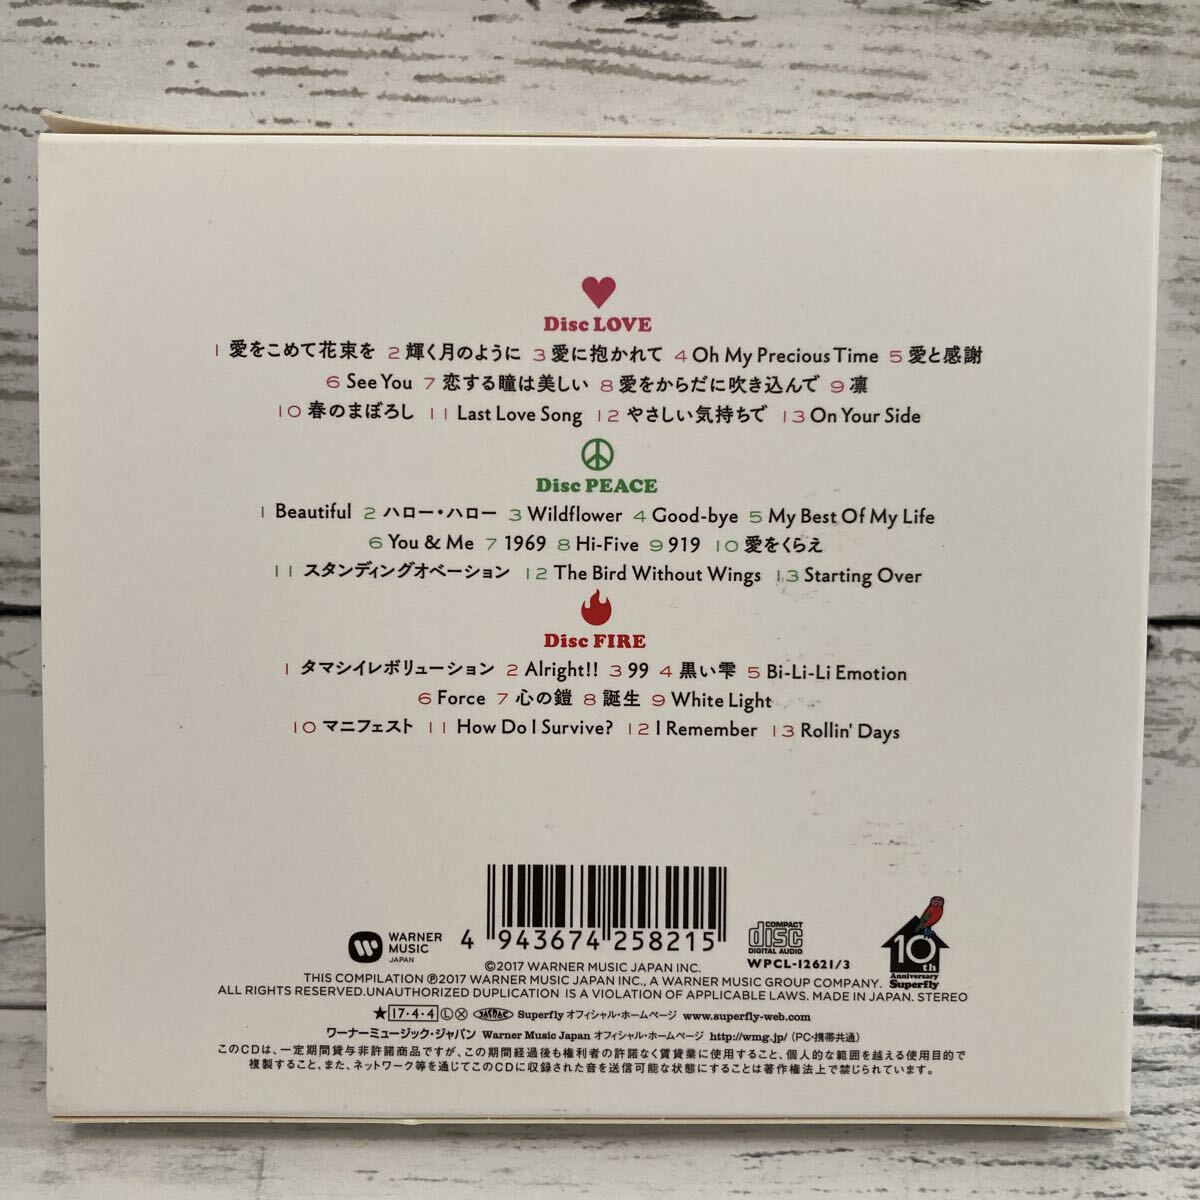 Disc LOVE
1 愛をこめて花束を 2 輝く月のように 3 愛に抱かれて 4 Oh My Precious Time 5 愛と感謝
6 See You 7 恋する瞳は美しい 8 愛をからだに吹き込んで 9 凛
10 春のまぼろし 11 Last Love Song 12 やさしい気持ちで 13 On Your Side
Disc PEACE
1 Beautiful 2 ハロー・ハロー 3 Wildflower 4 Good-bye 5 My Best Of My Life
6 You & Me 7 1969 8 Hi-Five 9 919 10 愛をくらえ
11 スタンディングオベーション 12 The Bird Without Wings 13 Starting Over
Disc FIRE
1 タマシイレボリューション 2 Alright!! 3 99 4 黒い雫 5 Bi-Li-Li Emotion
6 Force 7 心の鎧 8 誕生 9 White Light
10 マニフェスト 11 How Do I Survive? 12 I Remember 13 Rollin' Days
WARNER MUSIC JAPAN
4 943674 258215
COMPACT disc DIGITAL AUDIO
WPCL-12621/3
10th Anniversary Superfly
©2017 WARNER MUSIC JAPAN INC.
THIS COMPILATION ℗2017 WARNER MUSIC JAPAN INC., A WARNER MUSIC GROUP COMPANY.
ALL RIGHTS RESERVED.UNAUTHORIZED DUPLICATION IS A VIOLATION OF APPLICABLE LAWS. MADE IN JAPAN. STEREO
★17・4・4 Ⓛ Ⓧ JASRAC Superfly オフィシャル・ホームページ www.superfly-web.com
ワーナーミュージック・ジャパン Warner Music Japan オフィシャル・ホームページ http://wmg.jp/ (PC・携帯共通)
このCDは、一定期間貸与非許諾商品ですが、この期間経過後も権利者の許諾なく賃貸業に使用すること、個人的な範囲を越える使用目的で
複製すること、また、ネットワーク等を通じてこのCDに収録された音を送信可能な状態にすることは著作権法上で禁じられています。